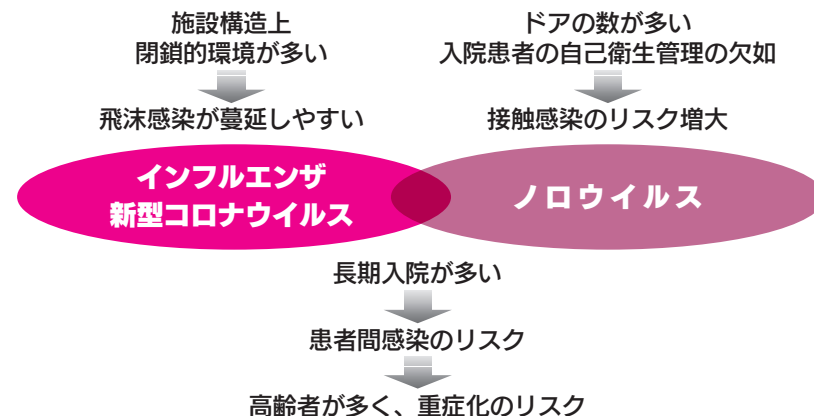 施設構造上
閉鎖的環境が多い
飛沫感染が蔓延しやすい
インフルエンザ
新型コロナウイルス
ドアの数が多い
入院患者の自己衛生管理の欠如
接触感染のリスク増大
ノロウイルス
長期入院が多い
患者間感染のリスク
高齢者が多く、重症化のリスク